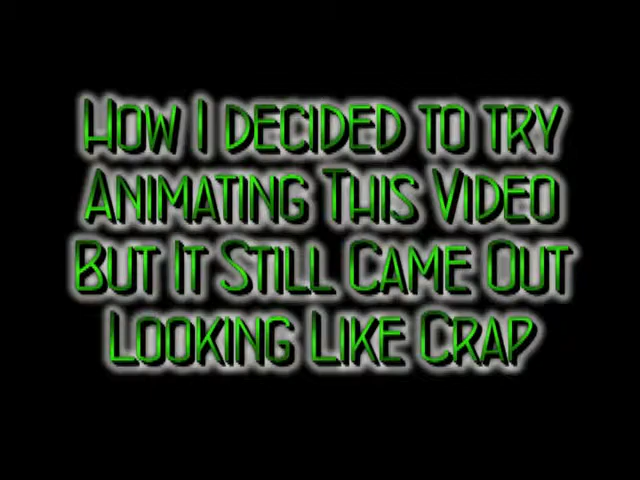 How I decided to try
Animating This Video
But It Still Came Out
Looking Like Crap